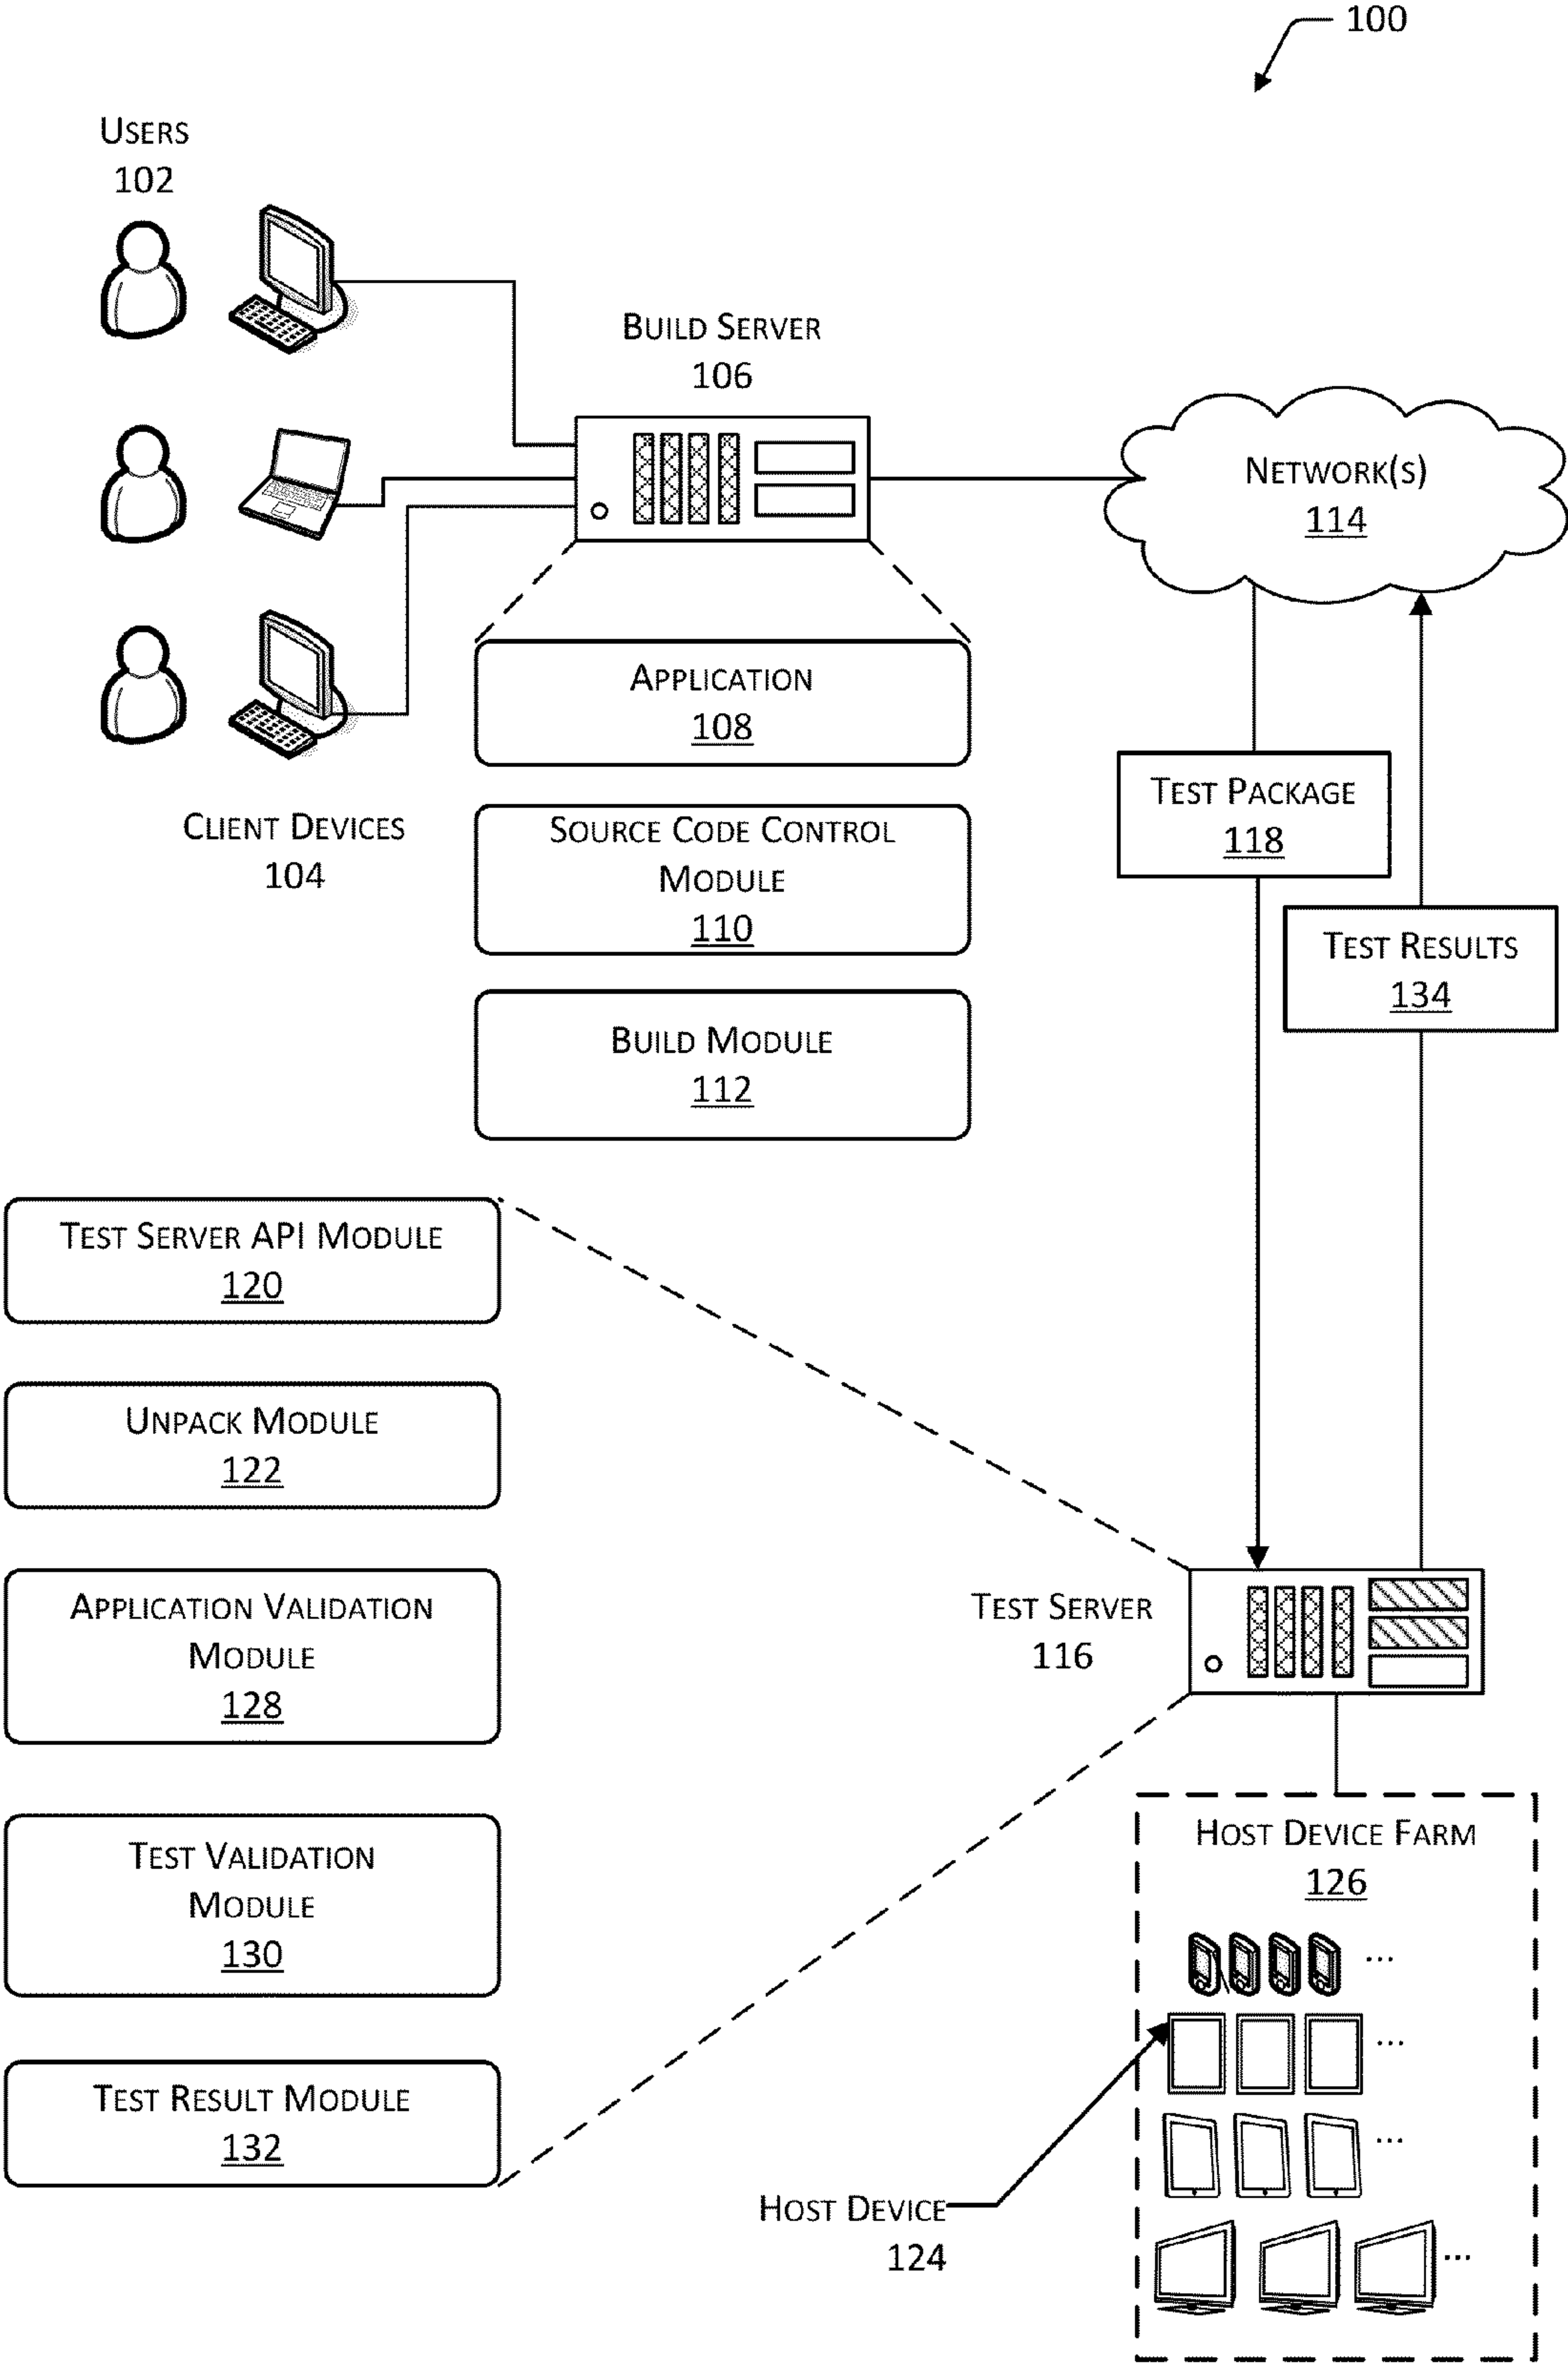 100
Users
102
Build Server
106
Network(s)
114
Application
108
Test Package
118
Client Devices
104
Source Code Control
Module
110
Test Results
134
Build Module
112
Test Server API Module
120
Unpack Module
122
Application Validation
Module
128
Test Server
116
Test Validation
Module
130
Host Device Farm
126
...
...
Test Result Module
132
...
Host Device
124
...